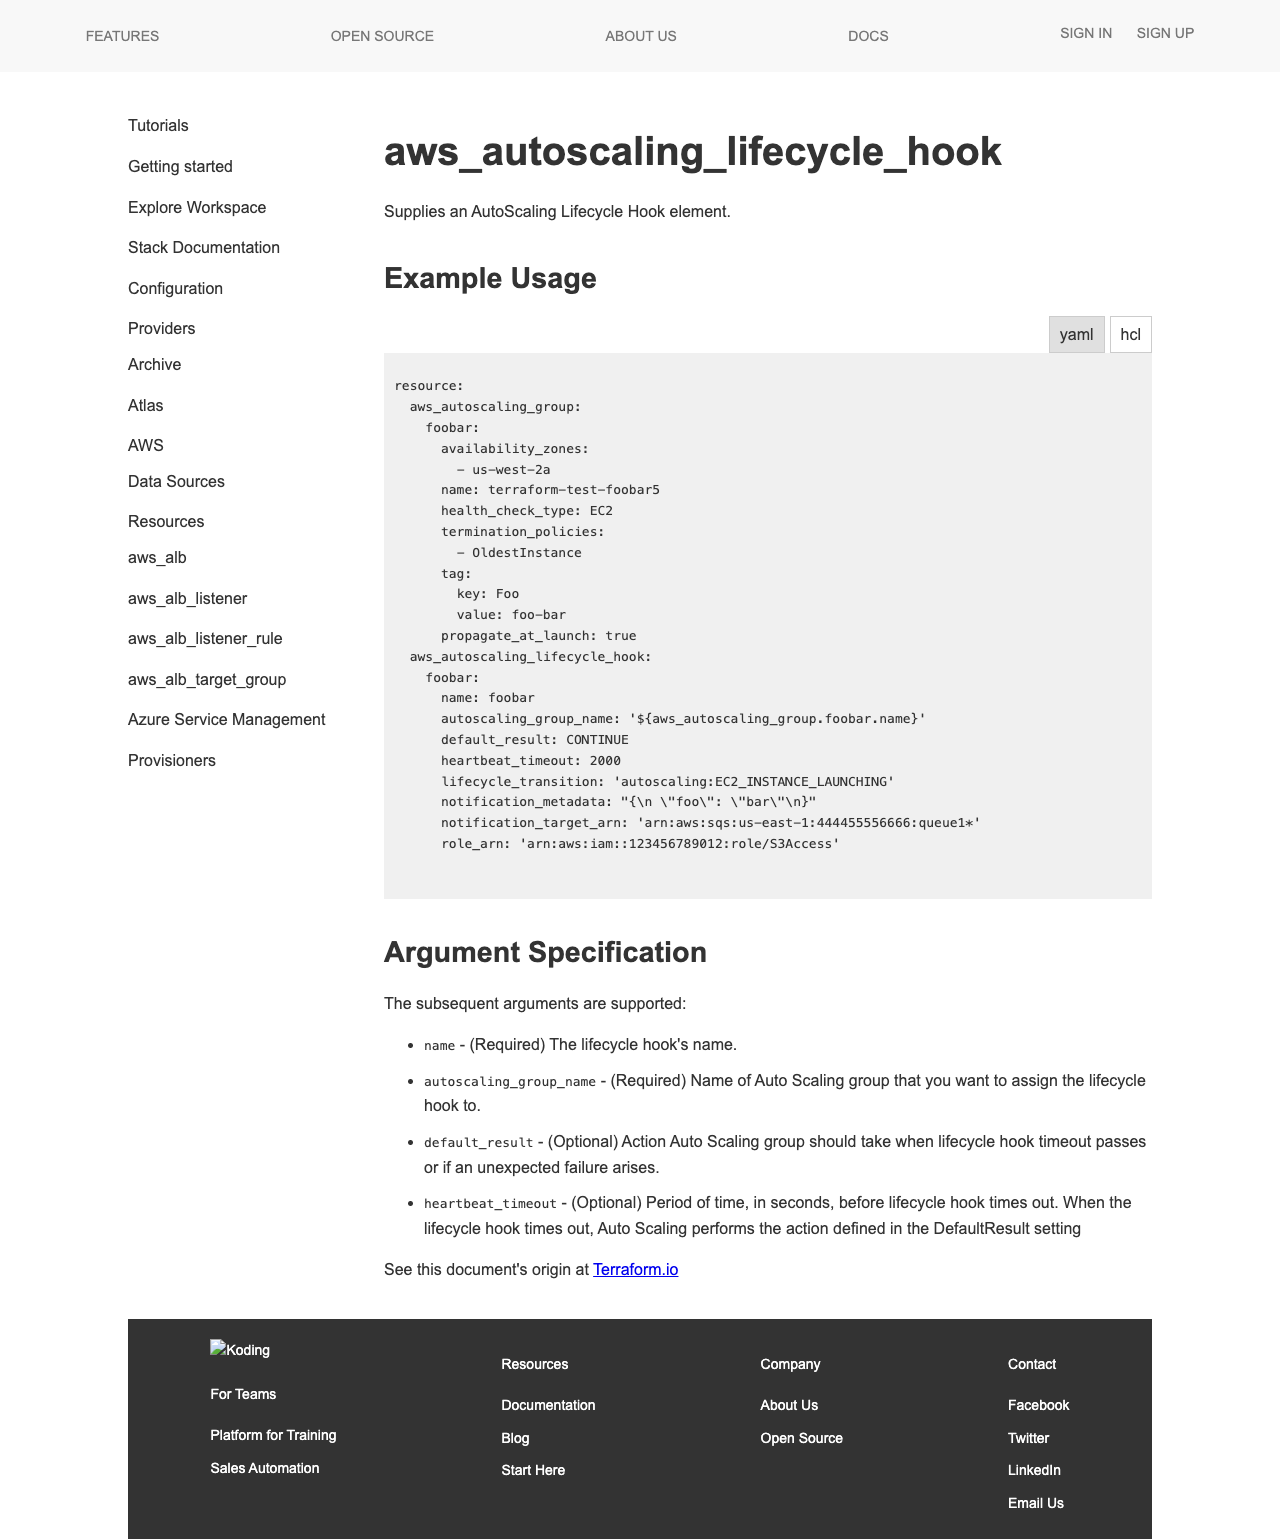 FEATURES OPEN SOURCE ABOUT US DOCS SIGN IN SIGN UP
Tutorials
Getting started
Explore Workspace
Stack Documentation
Configuration
Providers
Archive
Atlas
AWS
Data Sources
Resources
aws_alb
aws_alb_listener
aws_alb_listener_rule
aws_alb_target_group
Azure Service Management
Provisioners
aws_autoscaling_lifecycle_hook
Supplies an AutoScaling Lifecycle Hook element.
Example Usage
yaml hcl
resource:
  aws_autoscaling_group:
    foobar:
      availability_zones:
        - us-west-2a
      name: terraform-test-foobar5
      health_check_type: EC2
      termination_policies:
        - OldestInstance
      tag:
        key: Foo
        value: foo-bar
      propagate_at_launch: true
  aws_autoscaling_lifecycle_hook:
    foobar:
      name: foobar
      autoscaling_group_name: '${aws_autoscaling_group.foobar.name}'
      default_result: CONTINUE
      heartbeat_timeout: 2000
      lifecycle_transition: 'autoscaling:EC2_INSTANCE_LAUNCHING'
      notification_metadata: "{\n \"foo\": \"bar\"\n}"
      notification_target_arn: 'arn:aws:sqs:us-east-1:444455556666:queue1*'
      role_arn: 'arn:aws:iam::123456789012:role/S3Access'
Argument Specification
The subsequent arguments are supported:
• name - (Required) The lifecycle hook's name.
• autoscaling_group_name - (Required) Name of Auto Scaling group that you want to assign the lifecycle
hook to.
• default_result - (Optional) Action Auto Scaling group should take when lifecycle hook timeout passes
or if an unexpected failure arises.
• heartbeat_timeout - (Optional) Period of time, in seconds, before lifecycle hook times out. When the
lifecycle hook times out, Auto Scaling performs the action defined in the DefaultResult setting
See this document's origin at Terraform.io
Koding
For Teams
Platform for Training
Sales Automation
Resources
Documentation
Blog
Start Here
Company
About Us
Open Source
Contact
Facebook
Twitter
LinkedIn
Email Us